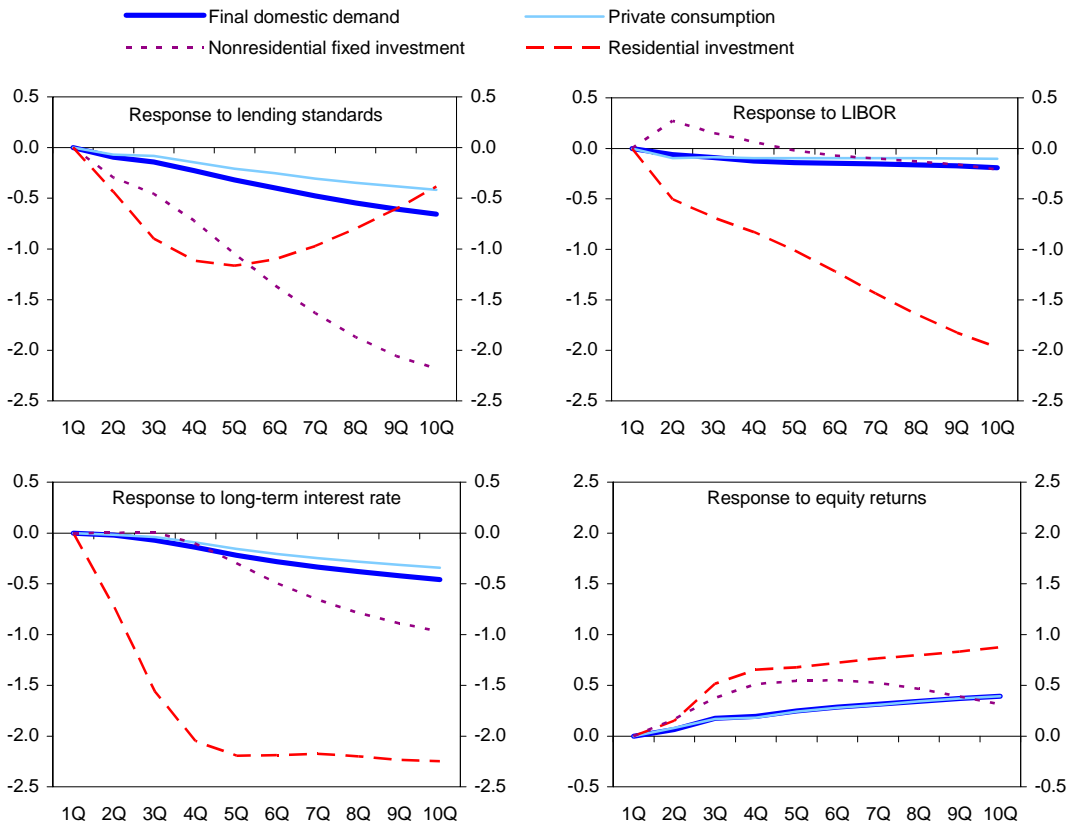 Final domestic demand Private consumption
Nonresidential fixed investment Residential investment
Response to lending standards
0.5 0.5
0.0 0.0
-0.5 -0.5
-1.0 -1.0
-1.5 -1.5
-2.0 -2.0
-2.5 -2.5
1Q 2Q 3Q 4Q 5Q 6Q 7Q 8Q 9Q 10Q
Response to LIBOR
0.5 0.5
0.0 0.0
-0.5 -0.5
-1.0 -1.0
-1.5 -1.5
-2.0 -2.0
-2.5 -2.5
1Q 2Q 3Q 4Q 5Q 6Q 7Q 8Q 9Q 10Q
Response to long-term interest rate
0.5 0.5
0.0 0.0
-0.5 -0.5
-1.0 -1.0
-1.5 -1.5
-2.0 -2.0
-2.5 -2.5
1Q 2Q 3Q 4Q 5Q 6Q 7Q 8Q 9Q 10Q
Response to equity returns
2.5 2.5
2.0 2.0
1.5 1.5
1.0 1.0
0.5 0.5
0.0 0.0
-0.5 -0.5
1Q 2Q 3Q 4Q 5Q 6Q 7Q 8Q 9Q 10Q